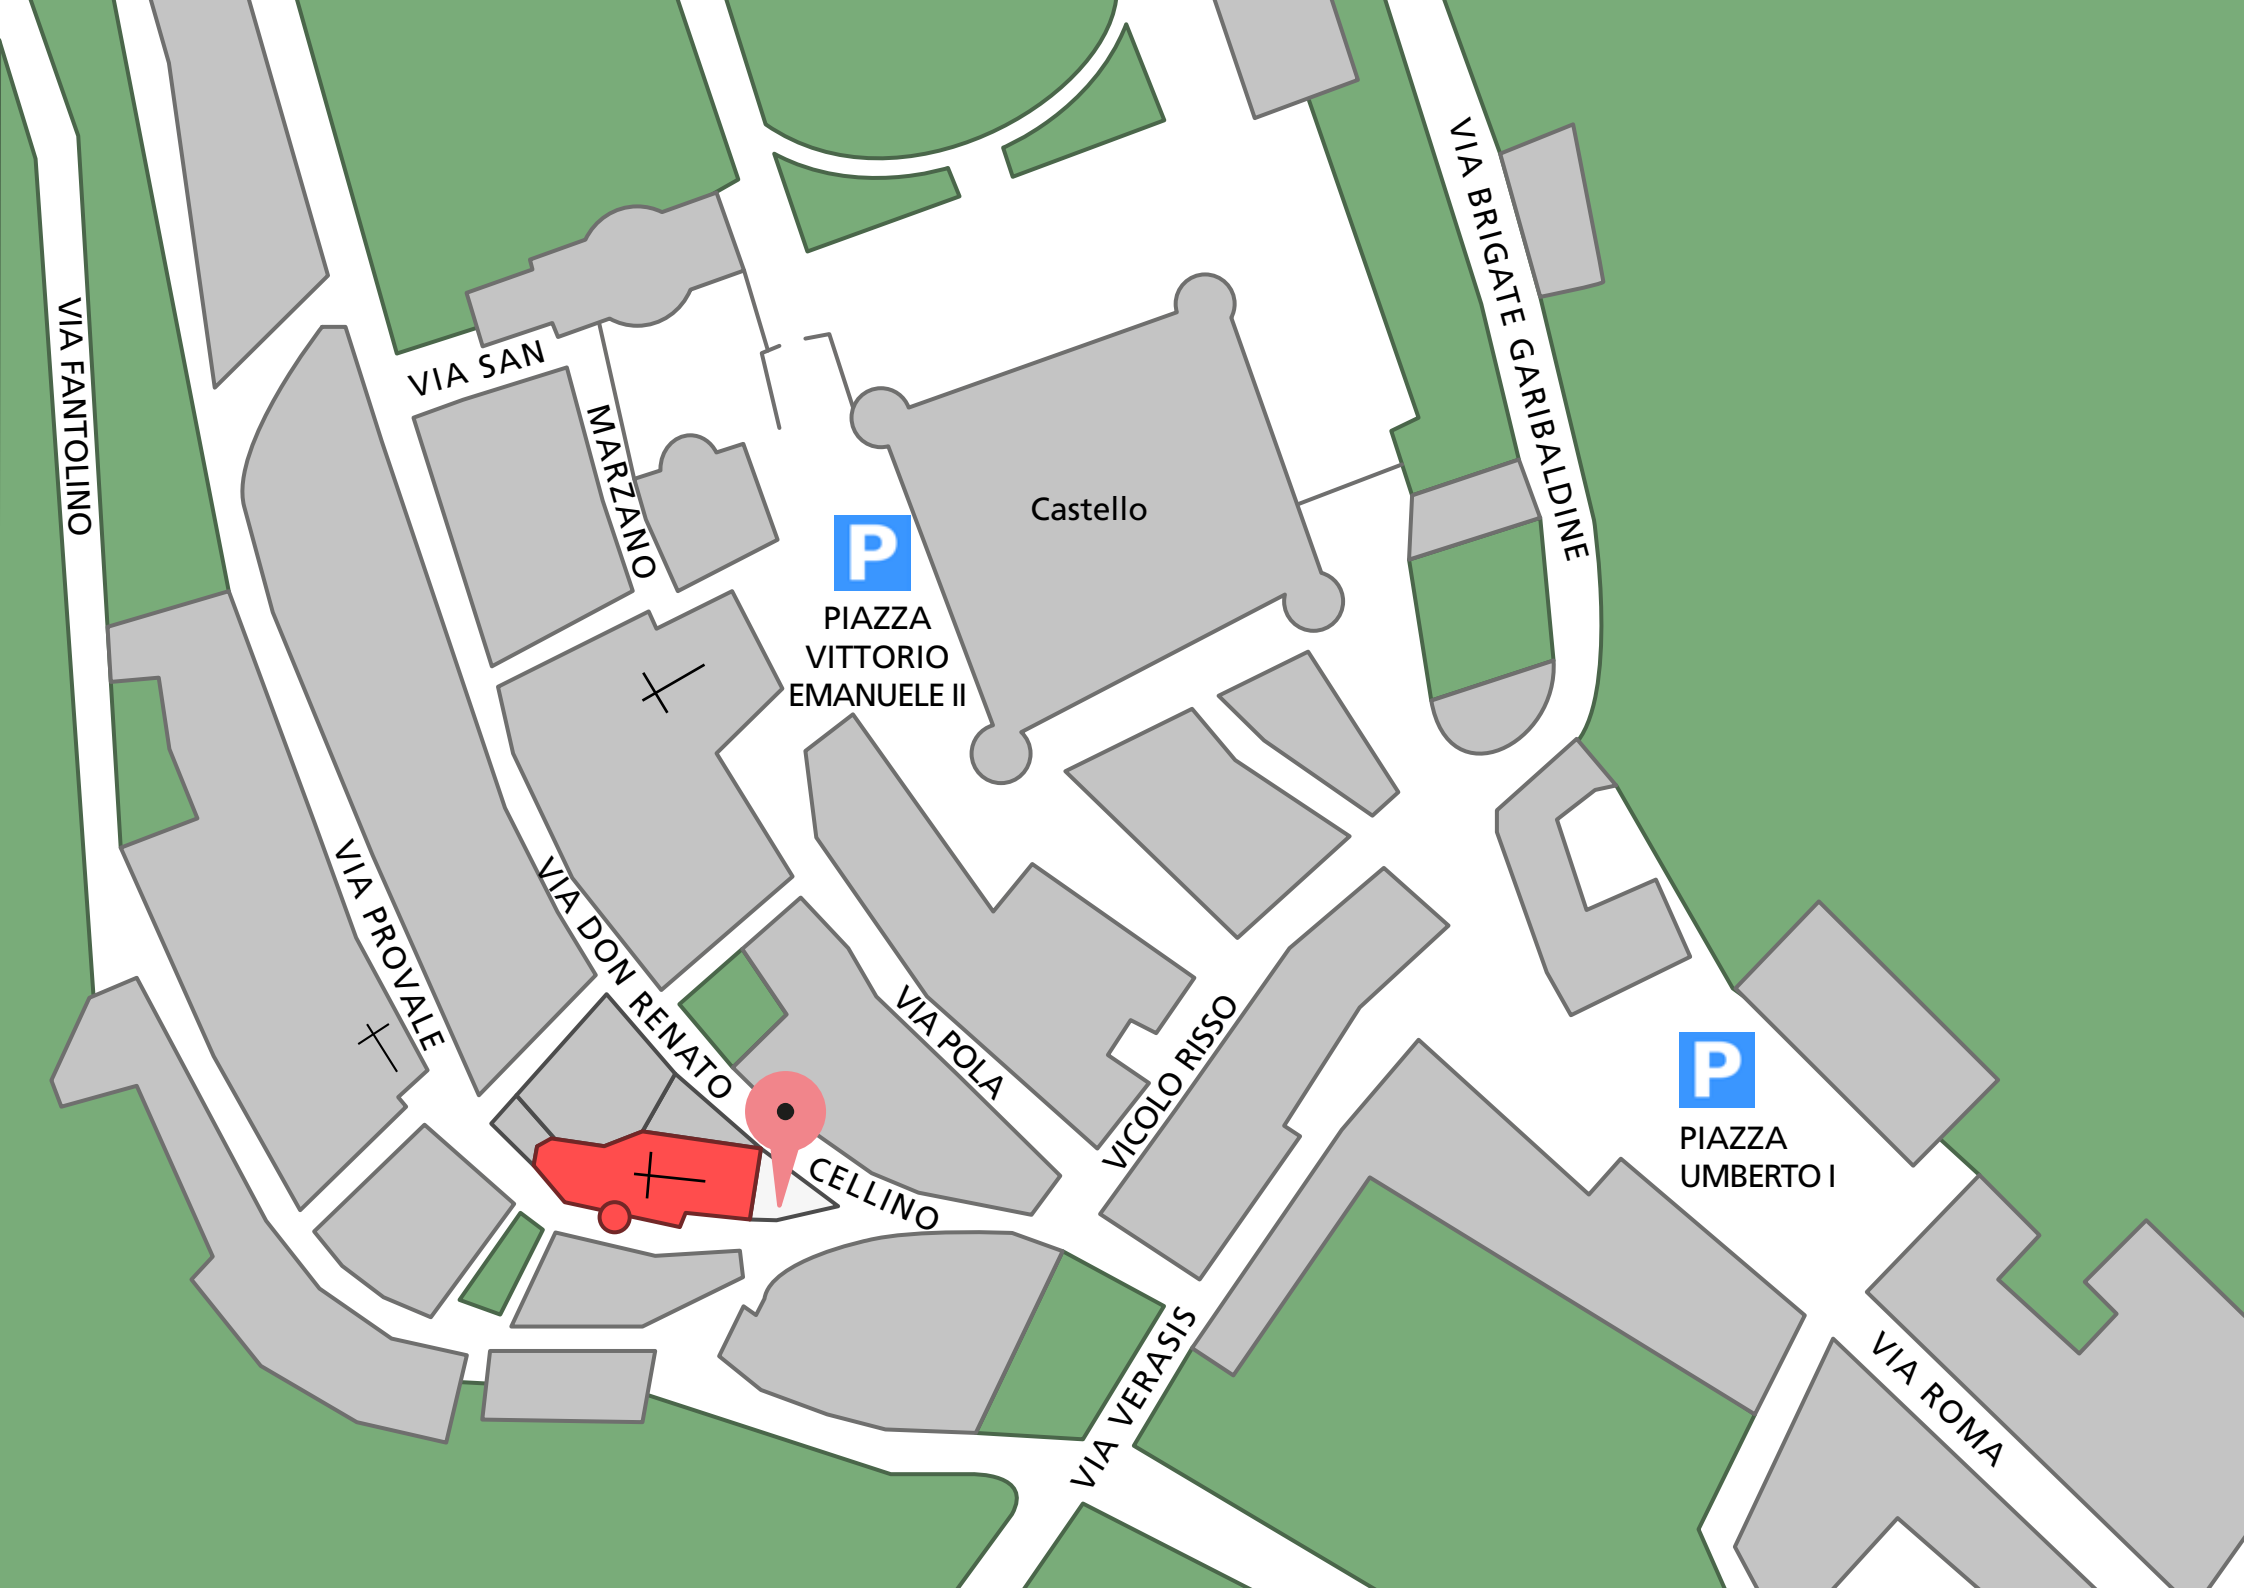 VIA BRIGATE GARIBALDINE
VIA FANTOLINO
VIA SAN
MARZANO
Castello
P
PIAZZA
VITTORIO
EMANUELE II
VIA PROVALE
VIA DON RENATO
CELLINO
VIA POLA
VICOLO RISSO
P
PIAZZA
UMBERTO I
VIA VERASIS
VIA ROMA